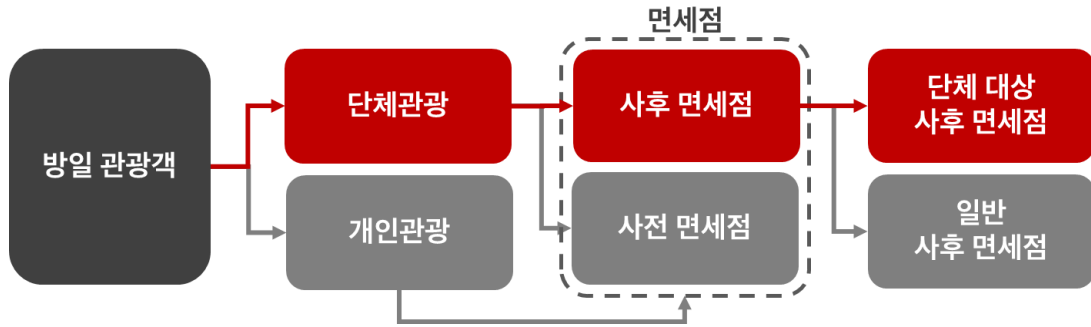 면세점
방일 관광객
단체관광
개인관광
사후 면세점
사전 면세점
단체 대상
사후 면세점
일반
사후 면세점